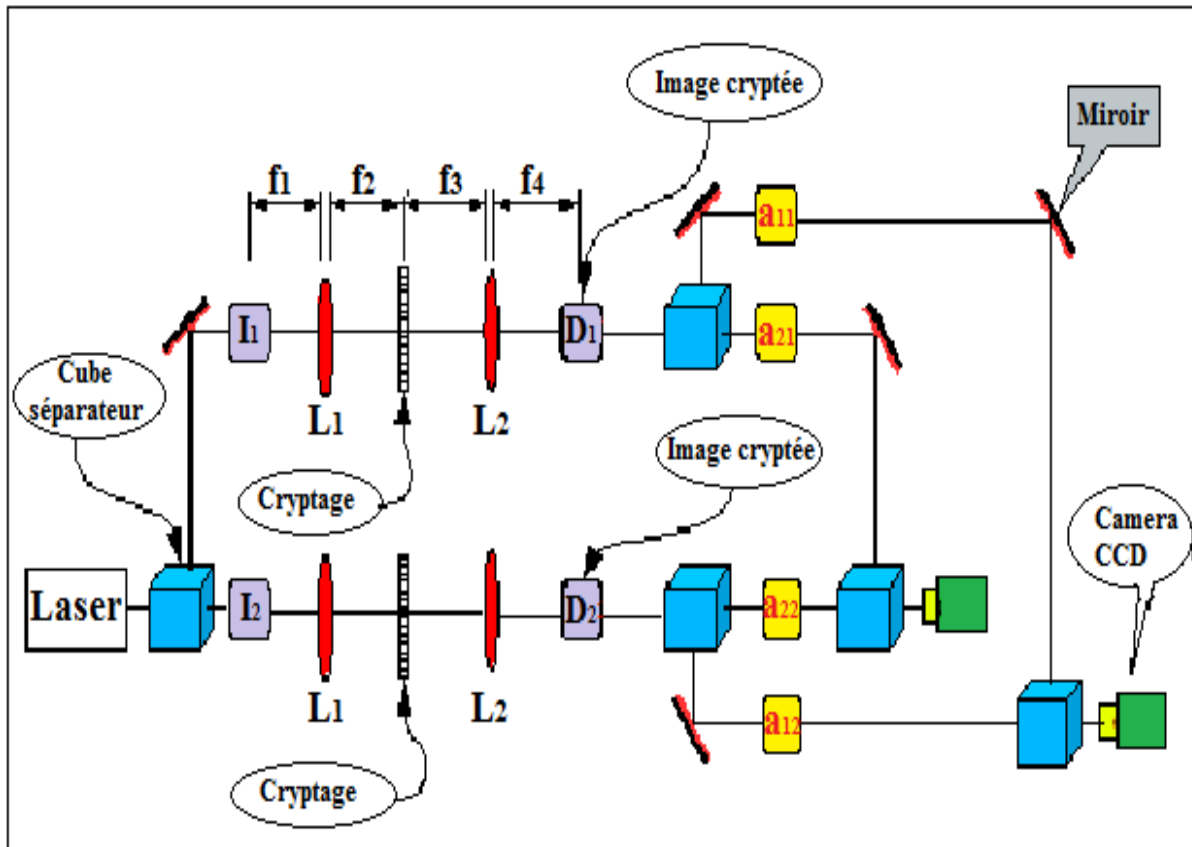 Image cryptée
Miroir
f1 f2 f3 f4
a11
I1
D1
a21
Cube
séparateur
L1 L2
Image cryptée
Cryptage
Camera
CCD
Laser
I2
D2
a22
L1 L2
a12
Cryptage